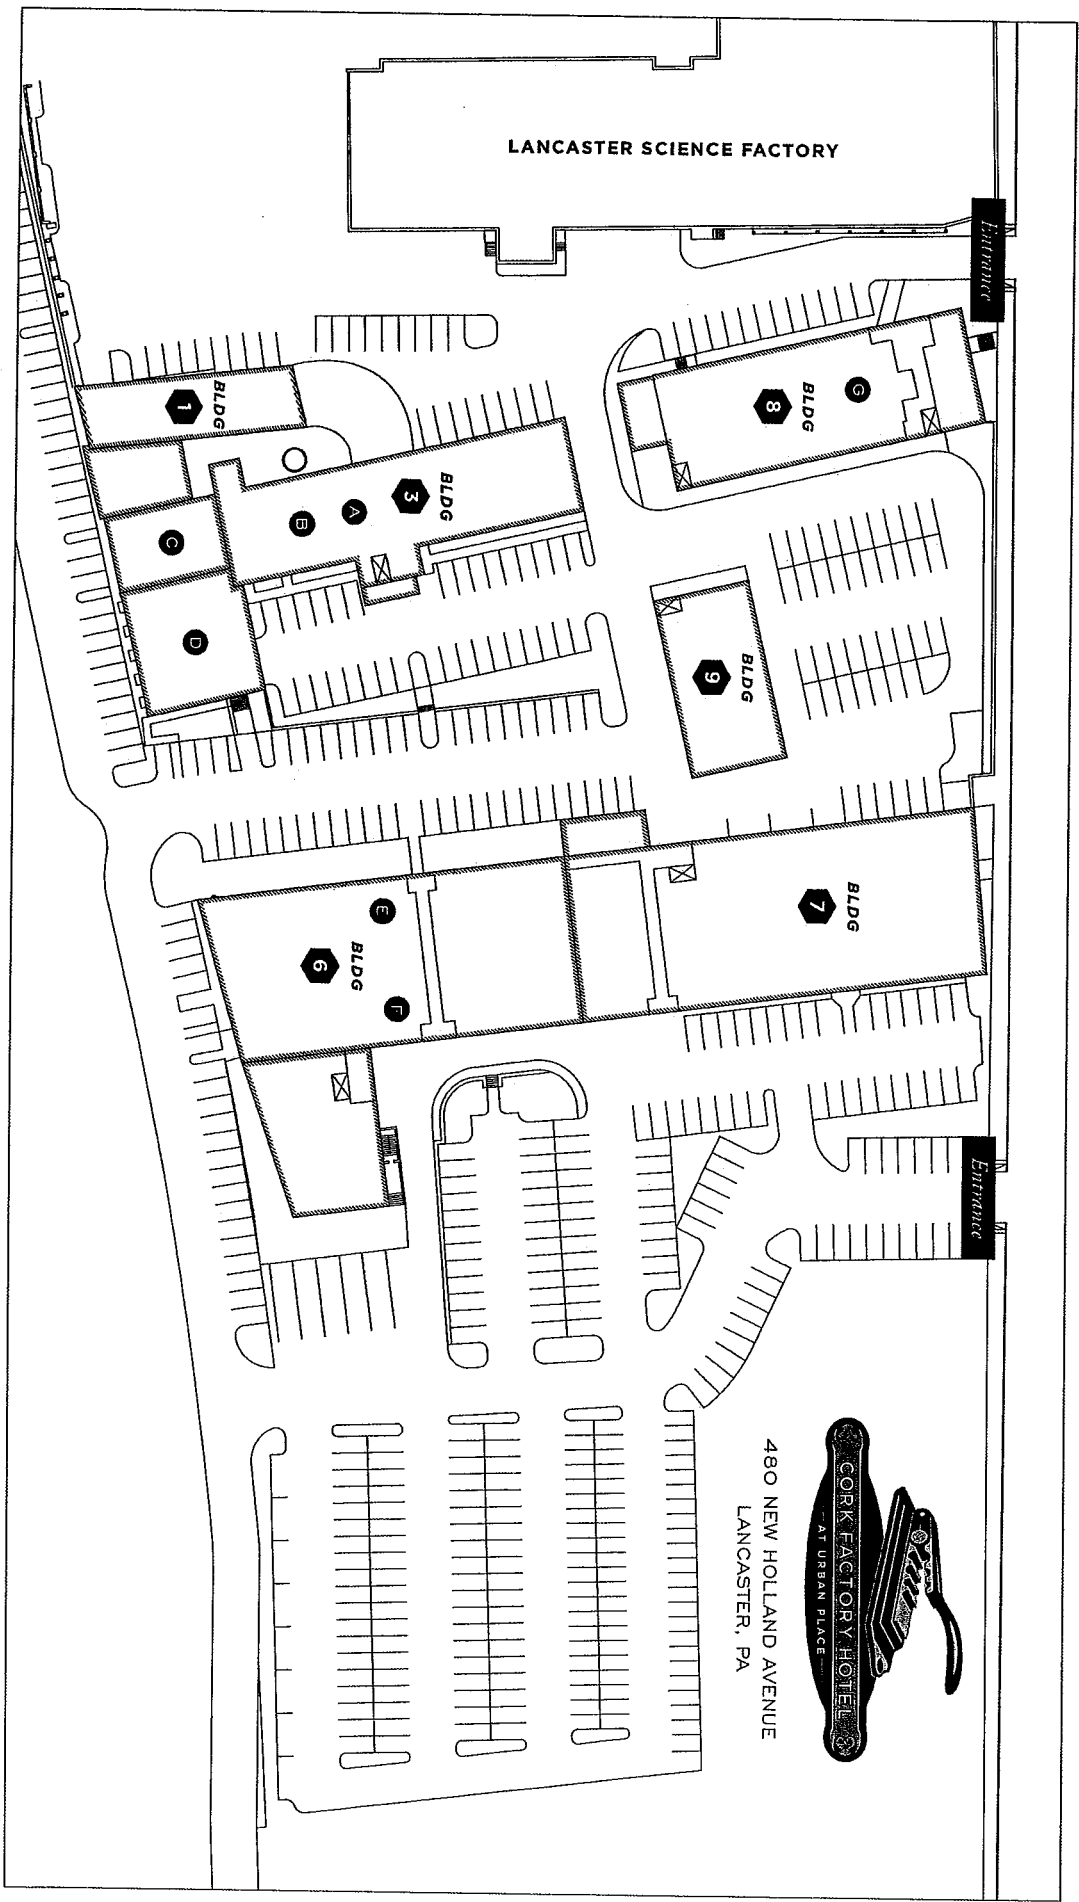 LANCASTER SCIENCE FACTORY
Entrance
BLDG
8
G
BLDG
1
BLDG
3
A
B
C
D
BLDG
9
BLDG
7
BLDG
6
E
F
Entrance
CORK FACTORY HOTEL
AT URBAN PLACE
480 NEW HOLLAND AVENUE
LANCASTER, PA